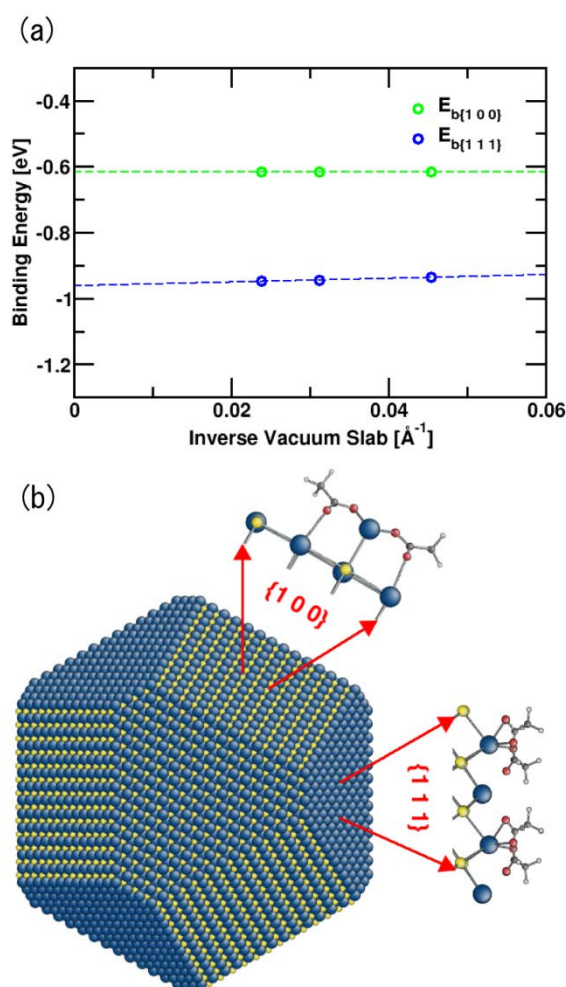 (a)
-0.4
-0.6
-0.8
-1
-1.2
Binding Energy [eV]
E_b{1 0 0}
E_b{1 1 1}
0
0.02
0.04
0.06
Inverse Vacuum Slab [Å⁻¹]
(b)
{1 0 0}
{1 1 1}